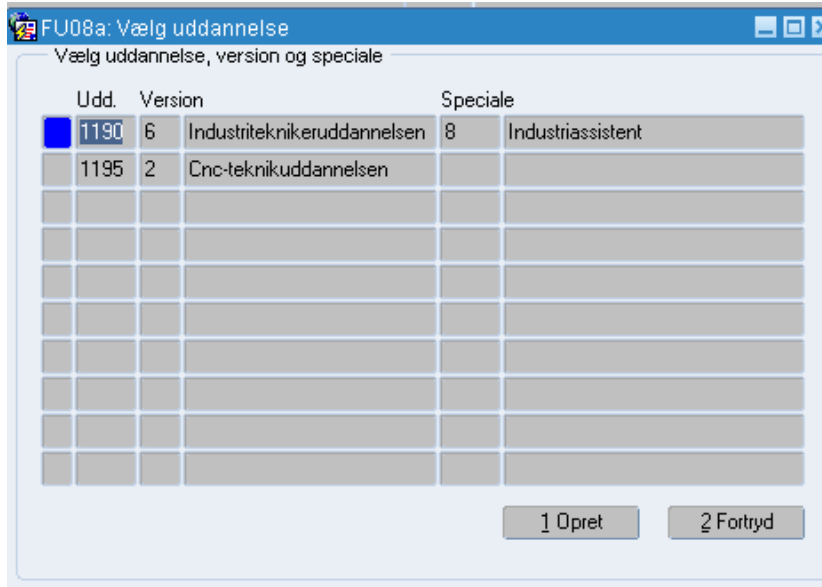 FU08a: Vælg uddannelse
Vælg uddannelse, version og speciale
Udd. Version Speciale
1190 6 Industriteknikeruddannelsen 8 Industriassistent
1195 2 Cnc-teknikuddannelsen
1 Opret 2 Fortryd